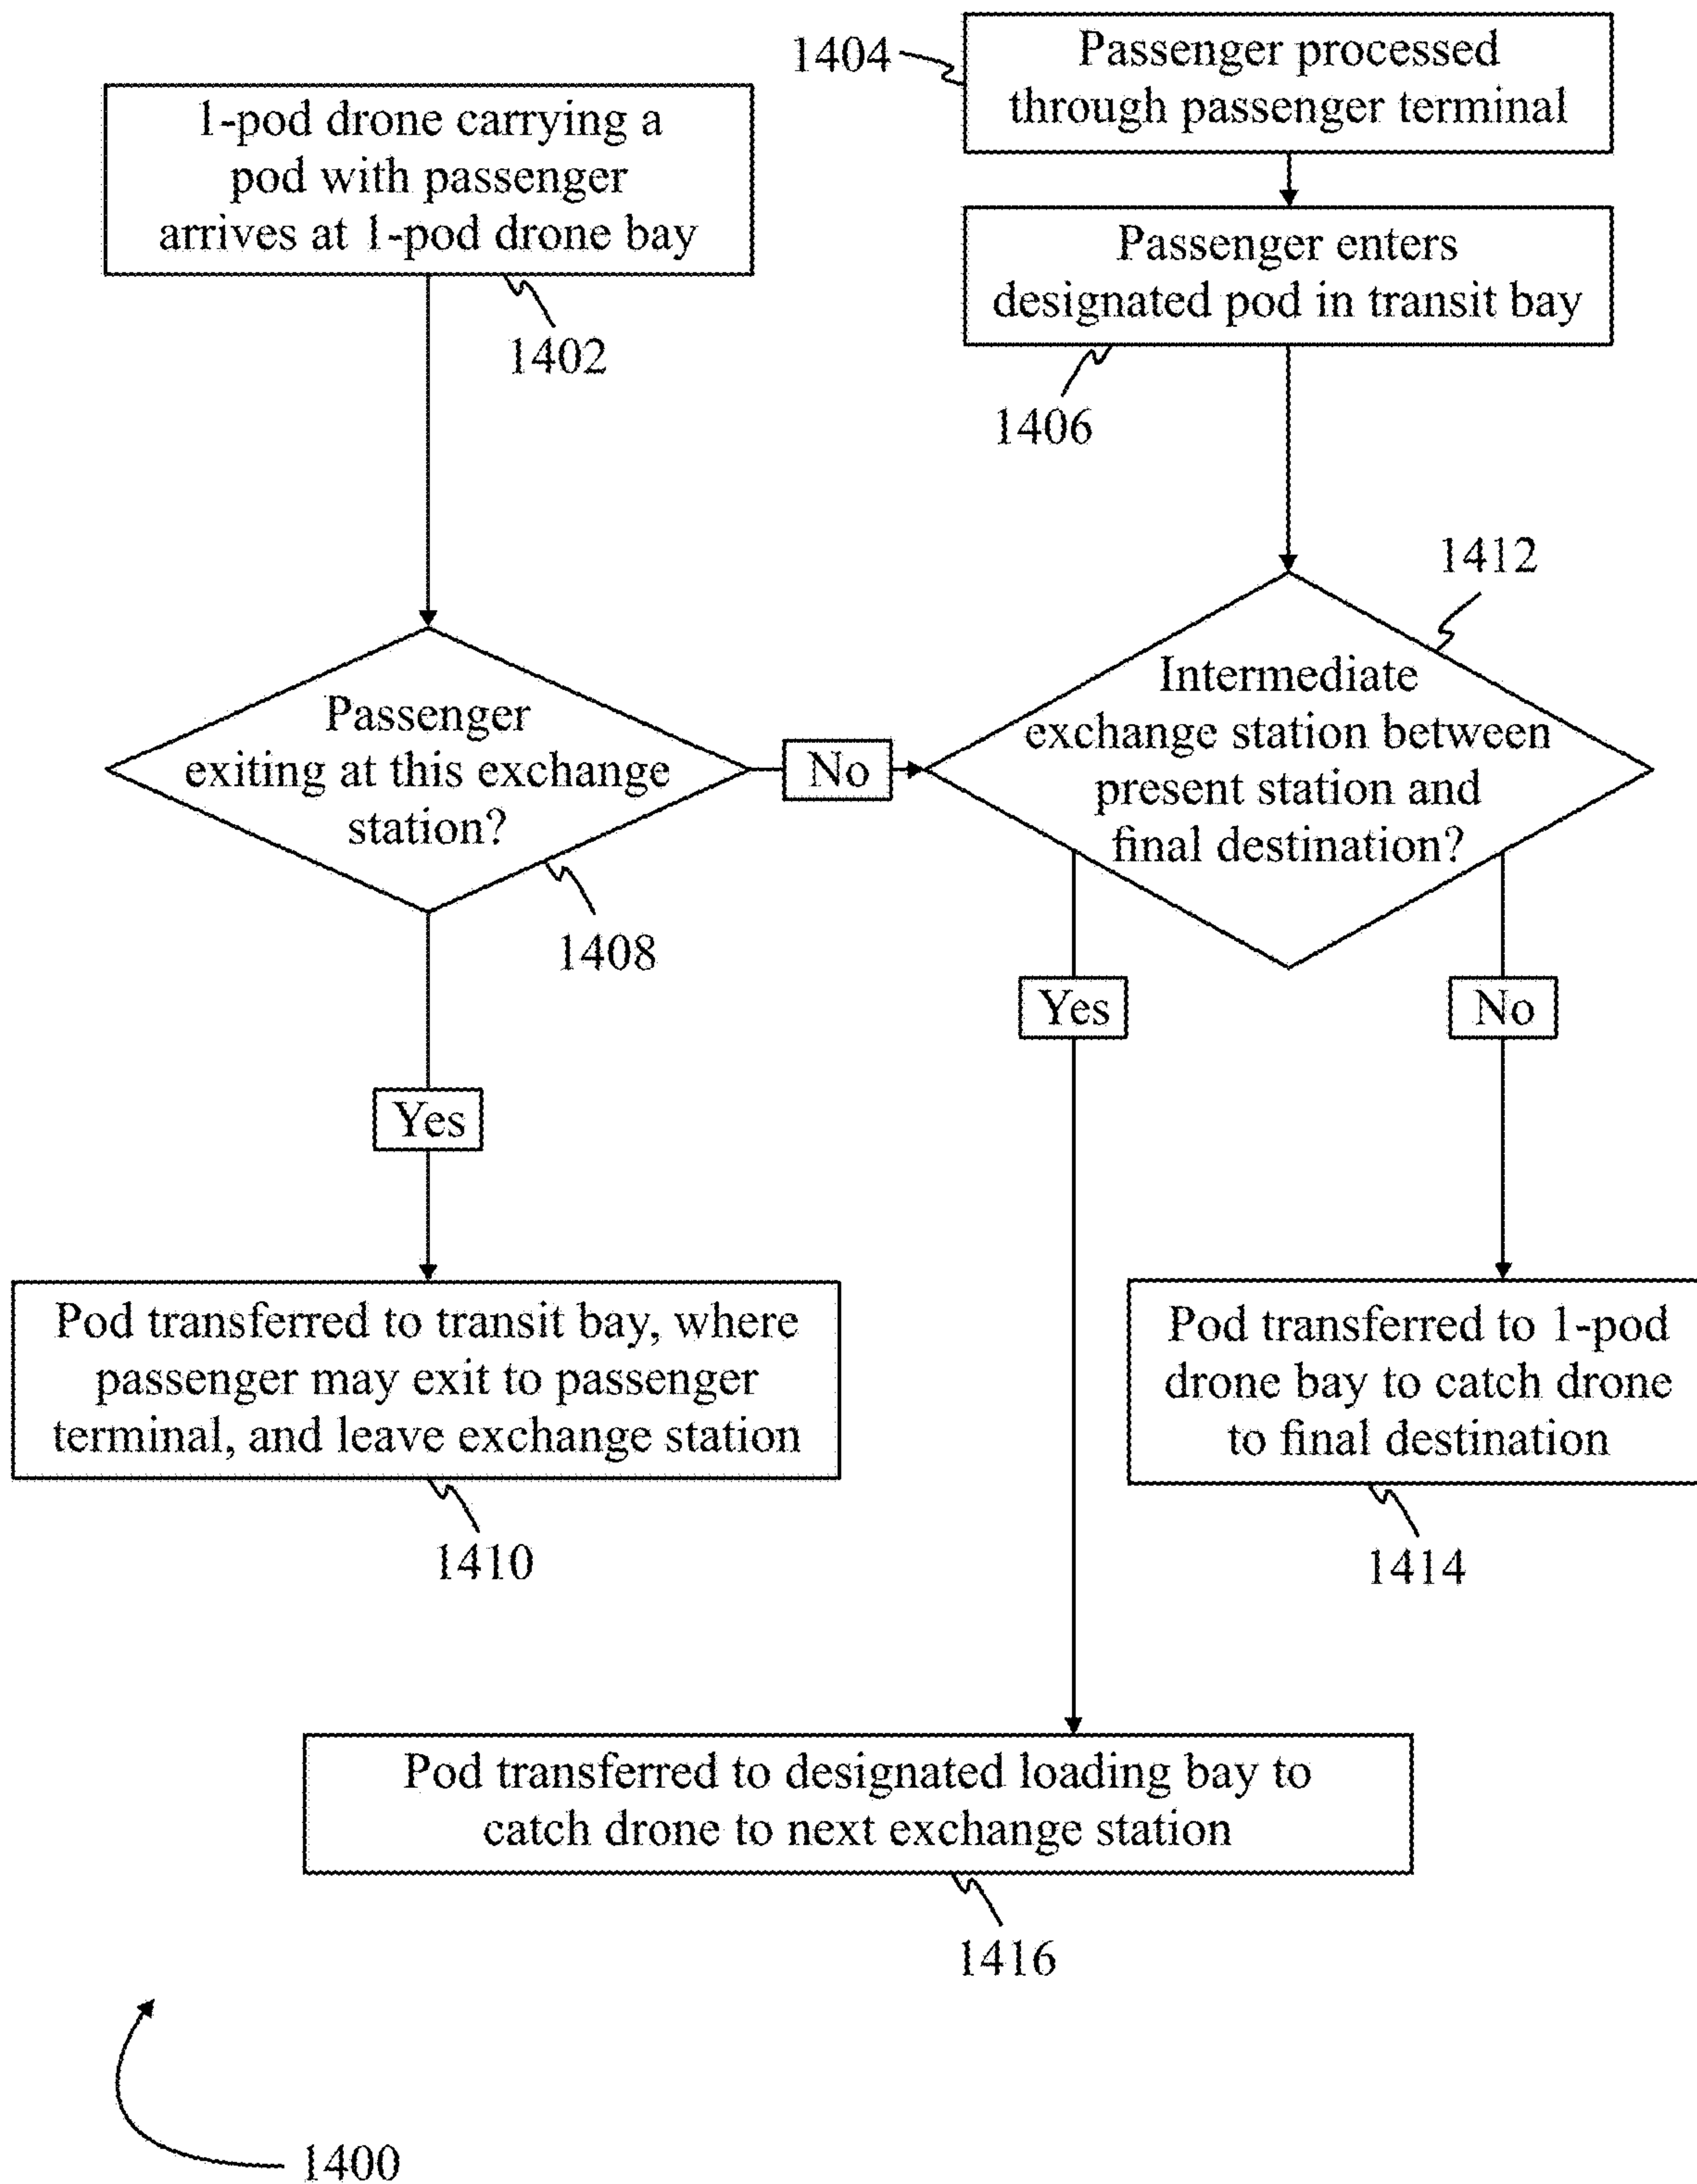 1404
Passenger processed
through passenger terminal
1-pod drone carrying a
pod with passenger
arrives at 1-pod drone bay
1402
Passenger enters
designated pod in transit bay
1406
1412
Passenger
exiting at this exchange
station?
1408
No
Intermediate
exchange station between
present station and
final destination?
Yes
No
Yes
Pod transferred to transit bay, where
passenger may exit to passenger
terminal, and leave exchange station
1410
Pod transferred to 1-pod
drone bay to catch drone
to final destination
1414
Pod transferred to designated loading bay to
catch drone to next exchange station
1416
1400